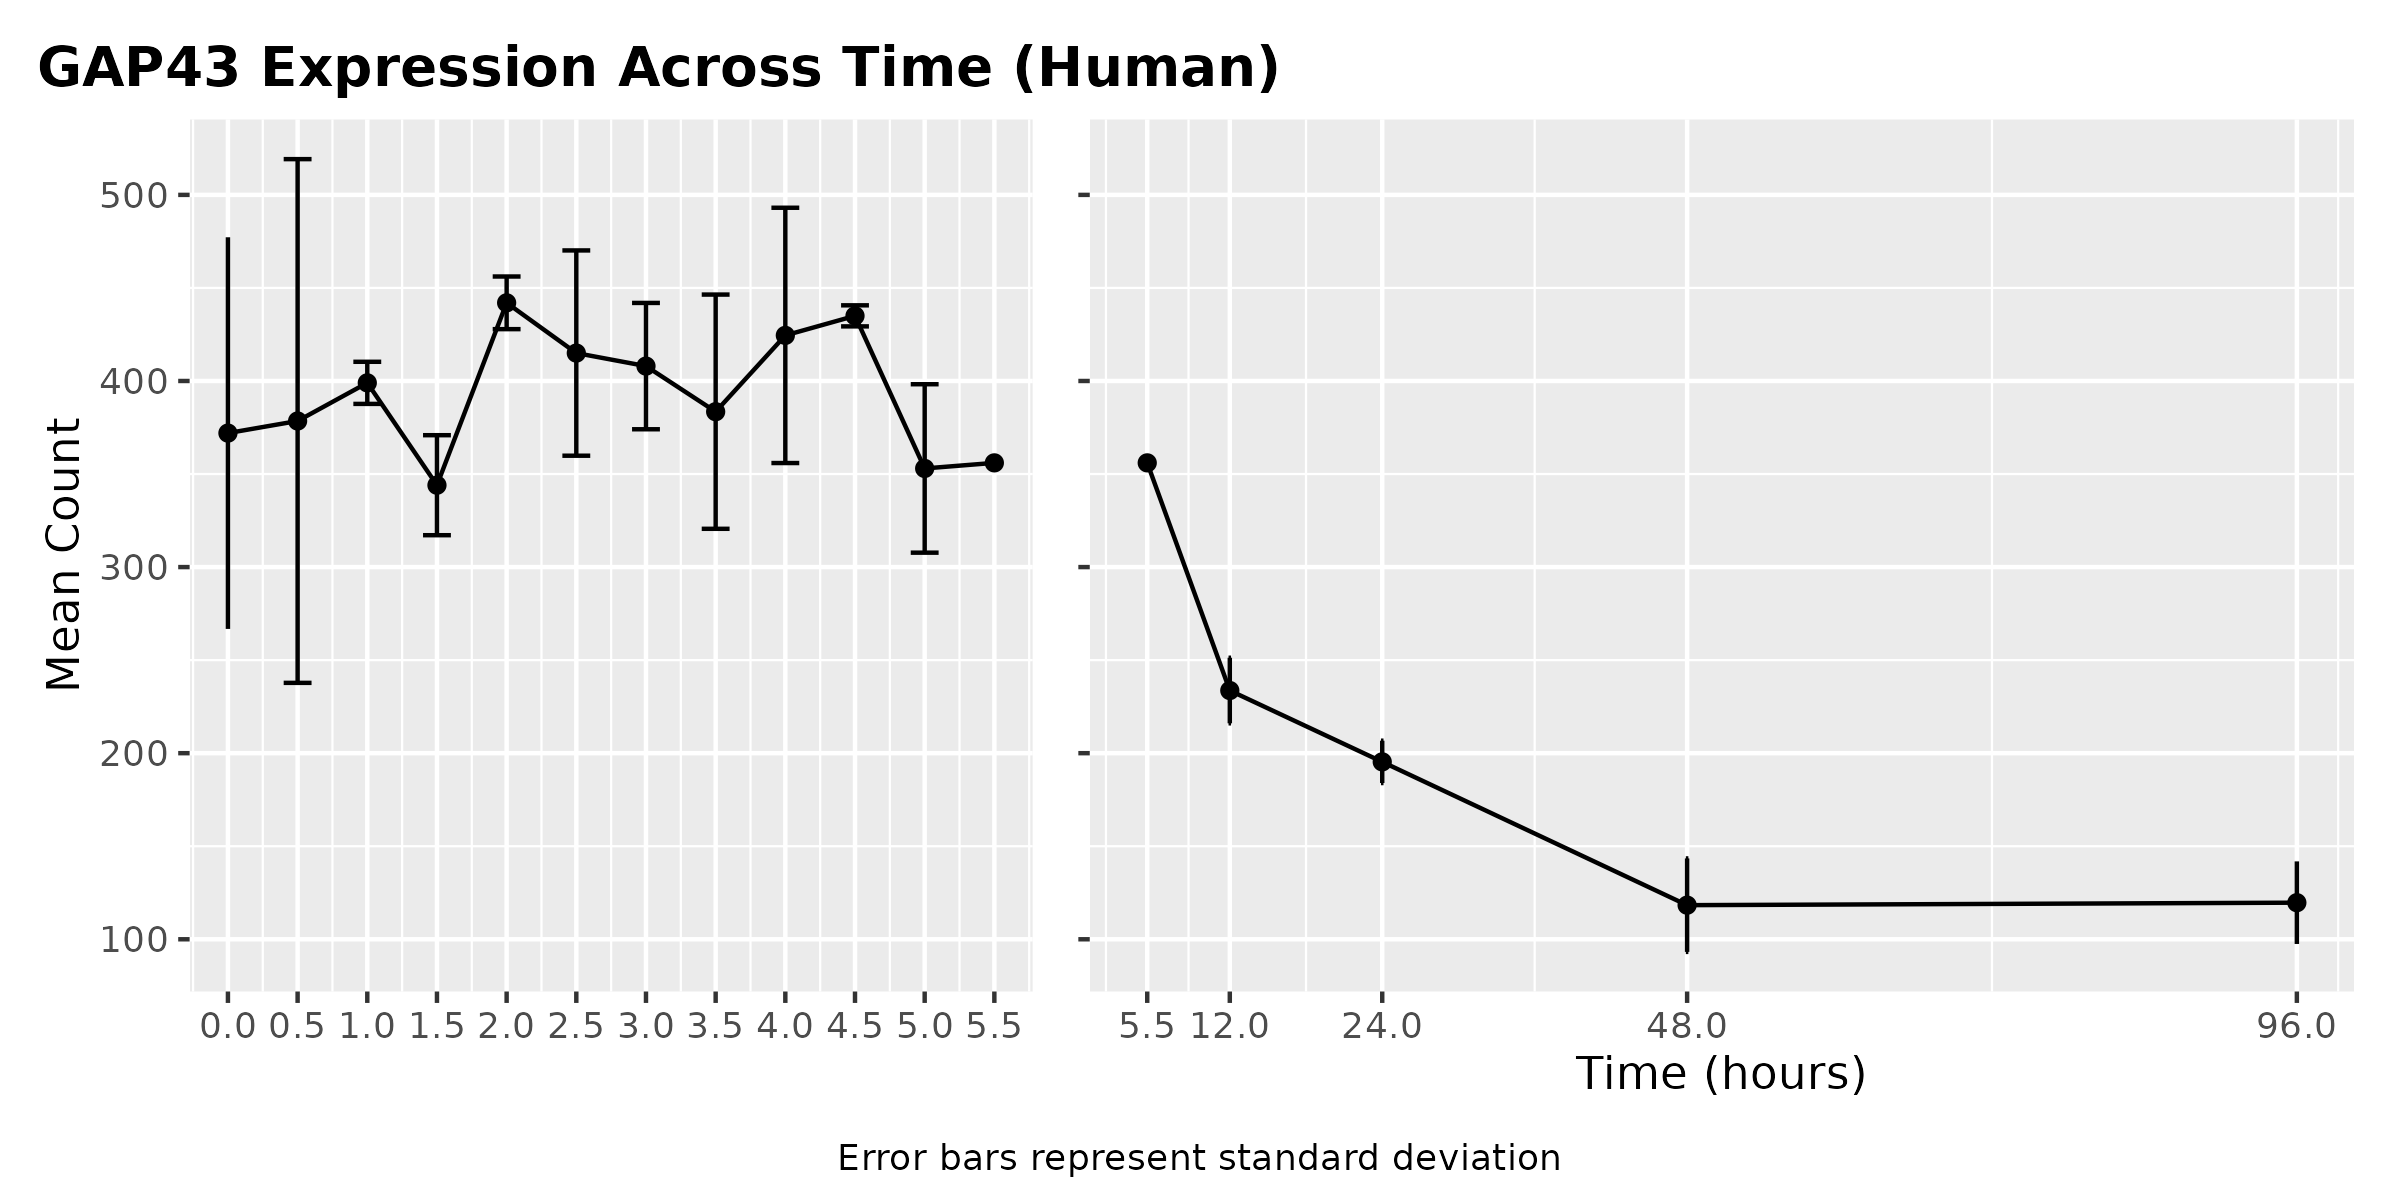 GAP43 Expression Across Time (Human)
Mean Count
500
400
300
200
100
0.0 0.5 1.0 1.5 2.0 2.5 3.0 3.5 4.0 4.5 5.0 5.5
5.5 12.0 24.0 48.0 96.0
Time (hours)
Error bars represent standard deviation